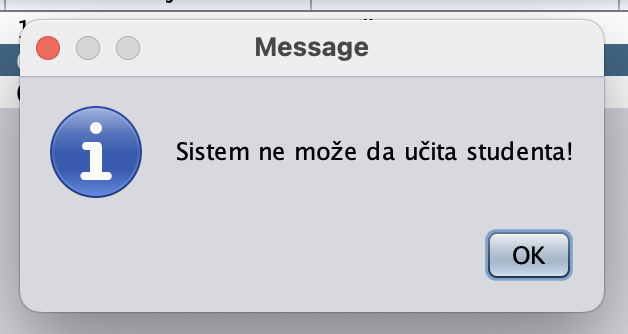 Message
Sistem ne može da učita studenta!
OK